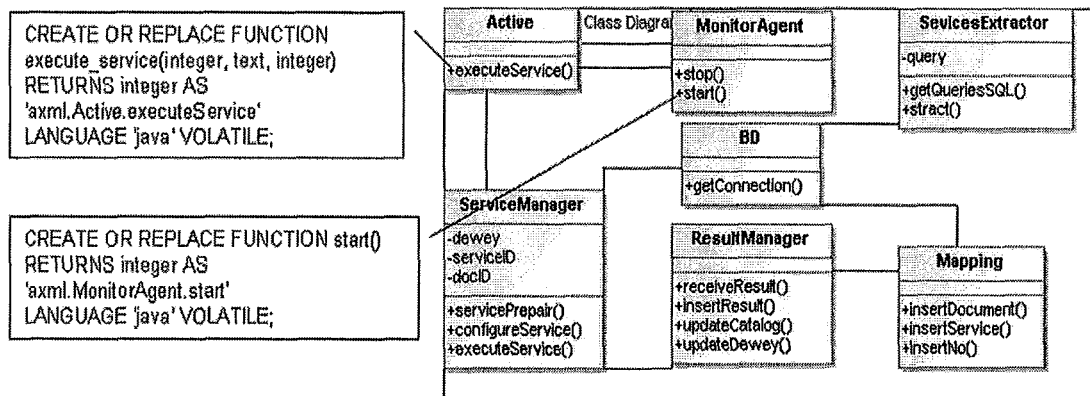 CREATE OR REPLACE FUNCTION
execute_service(integer, text, integer)
RETURNS integer AS
'axml.Active.executeService'
LANGUAGE 'java' VOLATILE;
CREATE OR REPLACE FUNCTION start()
RETURNS integer AS
'axml.MonitorAgent.start'
LANGUAGE 'java' VOLATILE;
Active
+executeService()
Class Diagra
MonitorAgent
+stop()
+start()
SevicesExtractor
-query
+getQueriesSQL()
+stract()
BD
+getConnection()
ServiceManager
-dewey
-serviceID
-docID
+servicePrepair()
+configureService()
+executeService()
ResultManager
+receiveResult()
+insertResult()
+updateCatalog()
+updateDewey()
Mapping
+insertDocument()
+insertService()
+insertNo()